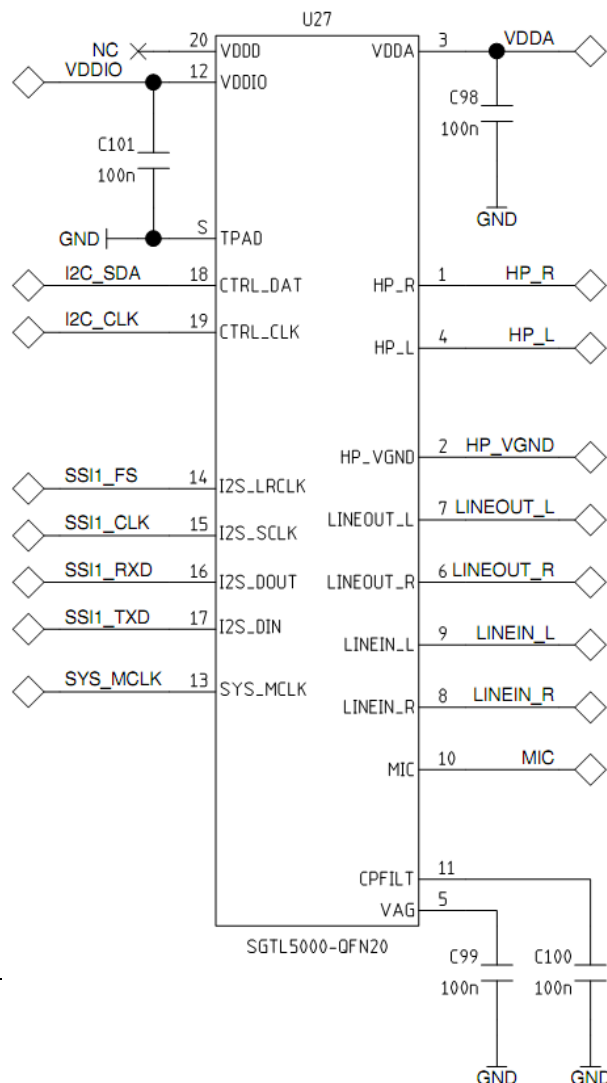 U27
NC 20 VDDD VDDA 3 VDDA
VDDIO 12 VDDIO
C98
100n
C101
100n
GND
GND S TPAD
I2C_SDA 18 CTRL_DAT HP_R 1 HP_R
I2C_CLK 19 CTRL_CLK HP_L 4 HP_L
HP_VGND 2 HP_VGND
SSI1_FS 14 I2S_LRCLK
LINEOUT_L 7 LINEOUT_L
SSI1_CLK 15 I2S_SCLK
SSI1_RXD 16 I2S_DOUT LINEOUT_R 6 LINEOUT_R
SSI1_TXD 17 I2S_DIN
LINEIN_L 9 LINEIN_L
SYS_MCLK 13 SYS_MCLK
LINEIN_R 8 LINEIN_R
MIC 10 MIC
CPFILT 11
VAG 5
SGTL5000-QFN20
C99 C100
100n 100n
GND GND